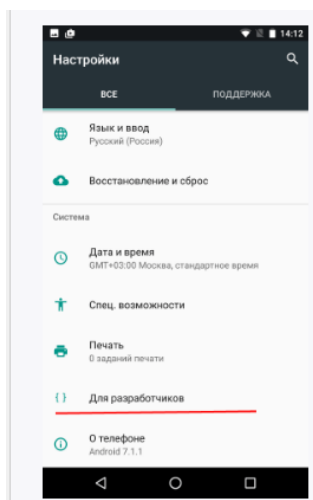 14:12
Настройки
ВСЕ ПОДДЕРЖКА
Язык и ввод
Русский (Россия)
Восстановление и сброс
Система
Дата и время
GMT+03:00 Москва, стандартное время
Спец. возможности
Печать
0 заданий печати
{ } Для разработчиков
О телефоне
Android 7.1.1